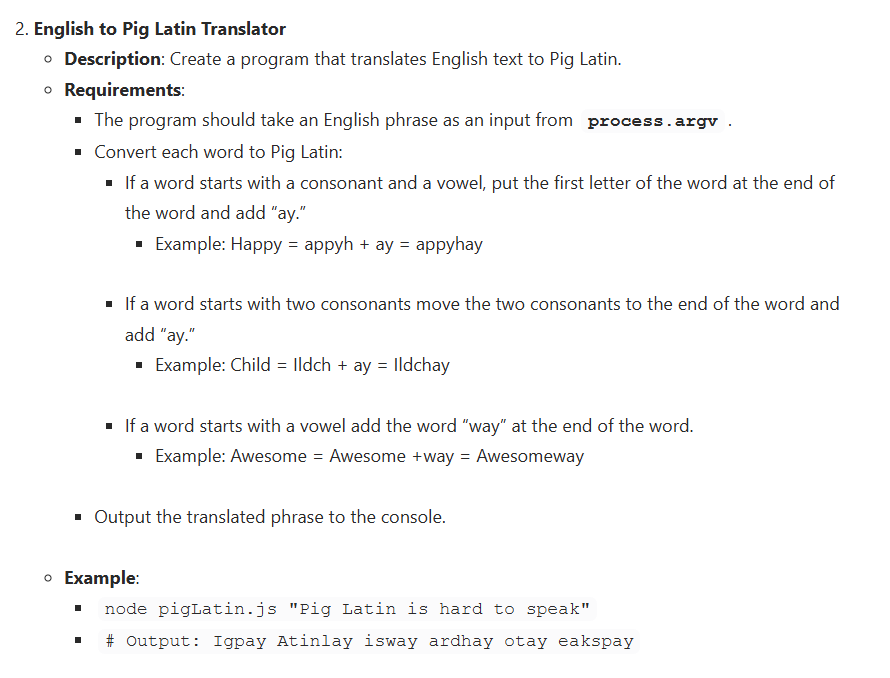 2. English to Pig Latin Translator
Description: Create a program that translates English text to Pig Latin.
Requirements:
The program should take an English phrase as an input from process.argv .
Convert each word to Pig Latin:
If a word starts with a consonant and a vowel, put the first letter of the word at the end of
the word and add “ay.”
Example: Happy = appyh + ay = appyhay
If a word starts with two consonants move the two consonants to the end of the word and
add “ay.”
Example: Child = Ildch + ay = Ildchay
If a word starts with a vowel add the word “way” at the end of the word.
Example: Awesome = Awesome +way = Awesomeway
Output the translated phrase to the console.
Example:
node pigLatin.js "Pig Latin is hard to speak"
# Output: Igpay Atinlay isway ardhay otay eakspay